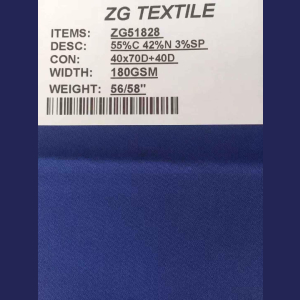 ZG TEXTILE
ITEMS: ZG51828
DESC: 55%C 42%N 3%SP
CON: 40x70D+40D
WIDTH: 180GSM
WEIGHT: 56/58"